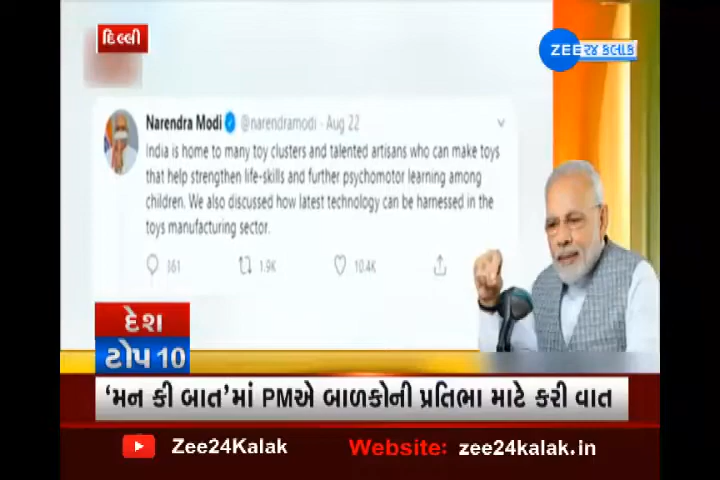 દિલ્લી
ZEE ૨૪ કલાક
Narendra Modi @narendramodi · Aug 22
India is home to many toy clusters and talented artisans who can make toys
that help strengthen life-skills and further psychomotor learning among
children. We also discussed how latest technology can be harnessed in the
toys manufacturing sector.
161 1.9K 10.4K
દેશ
ટોપ 10
‘મન કી બાત’માં PMએ બાળકોની પ્રતિભા માટે કરી વાત
Zee24Kalak Website: zee24kalak.in